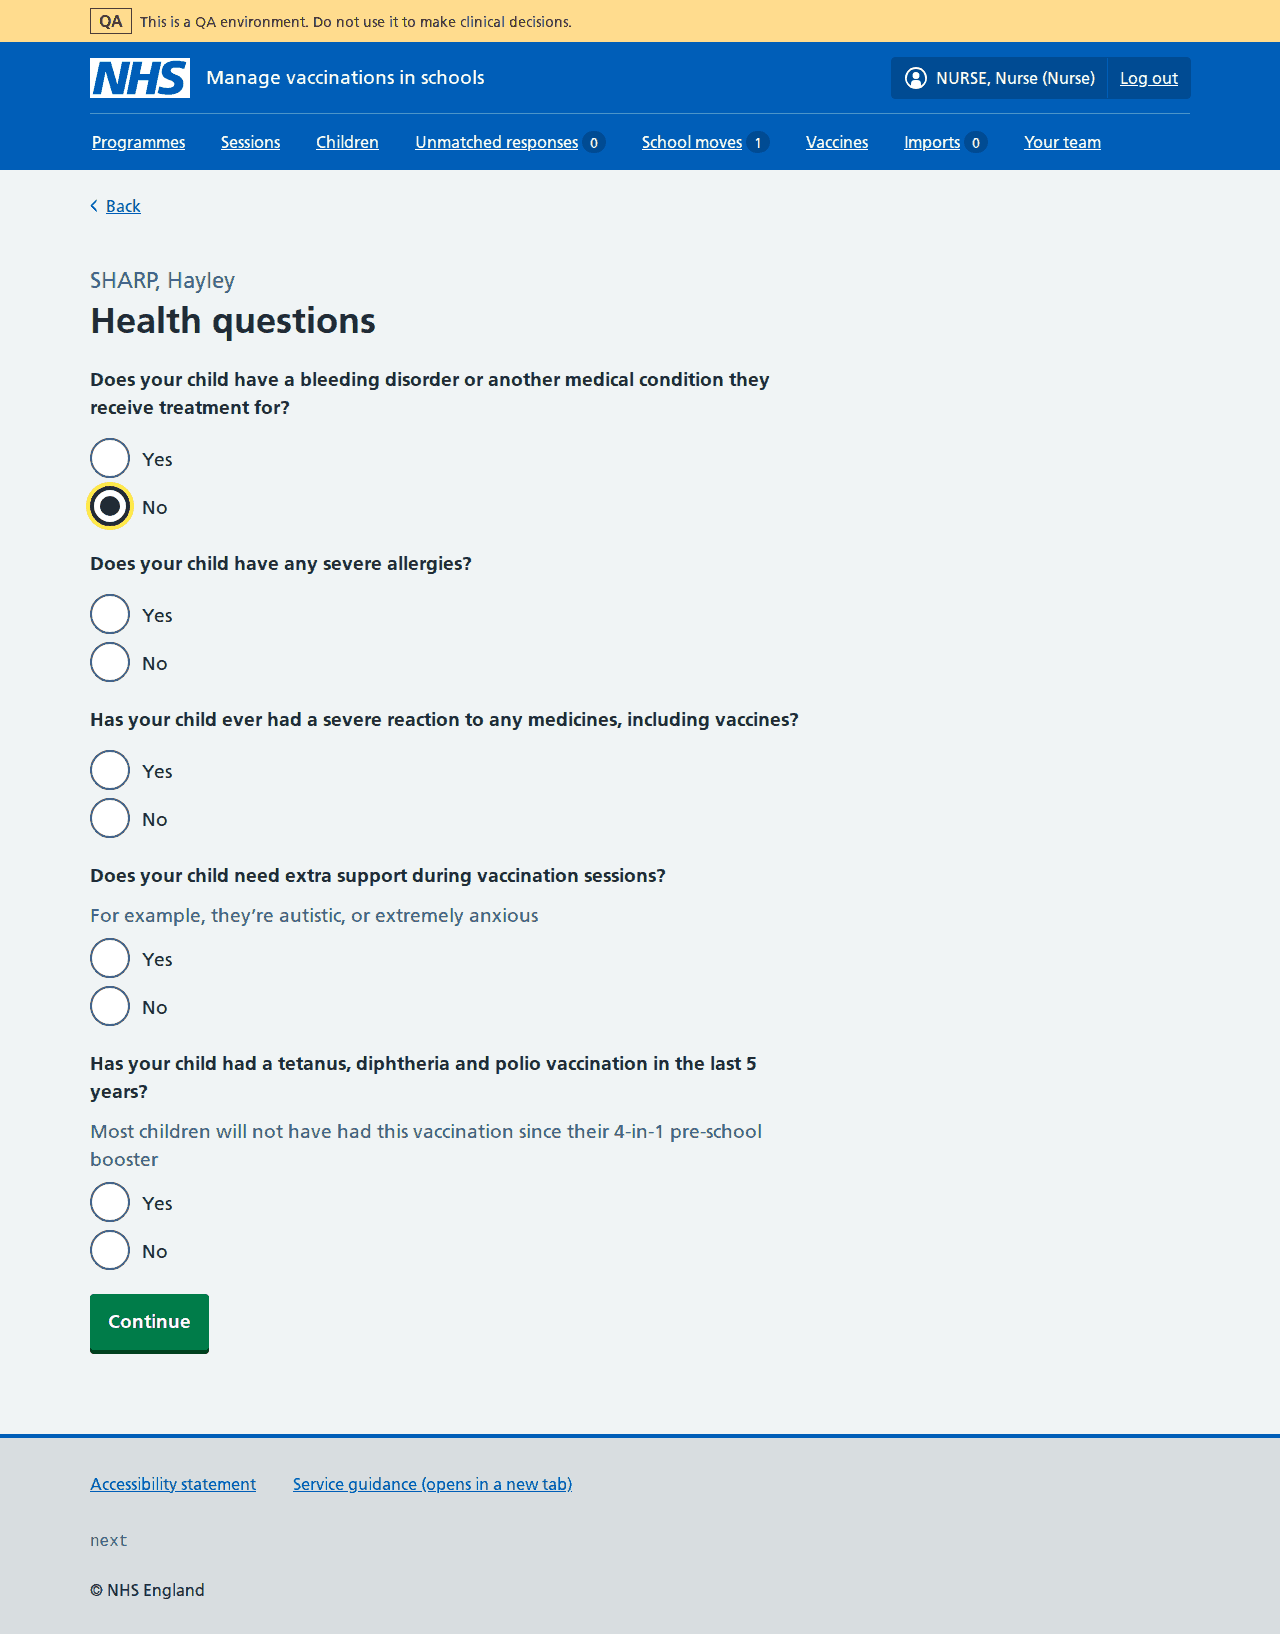 QA This is a QA environment. Do not use it to make clinical decisions.
NHS Manage vaccinations in schools NURSE, Nurse (Nurse) Log out
Programmes Sessions Children Unmatched responses 0 School moves 1 Vaccines Imports 0 Your team
Back
SHARP, Hayley
Health questions
Does your child have a bleeding disorder or another medical condition they
receive treatment for?
Yes
No
Does your child have any severe allergies?
Yes
No
Has your child ever had a severe reaction to any medicines, including vaccines?
Yes
No
Does your child need extra support during vaccination sessions?
For example, they’re autistic, or extremely anxious
Yes
No
Has your child had a tetanus, diphtheria and polio vaccination in the last 5
years?
Most children will not have had this vaccination since their 4-in-1 pre-school
booster
Yes
No
Continue
Accessibility statement Service guidance (opens in a new tab)
next
© NHS England